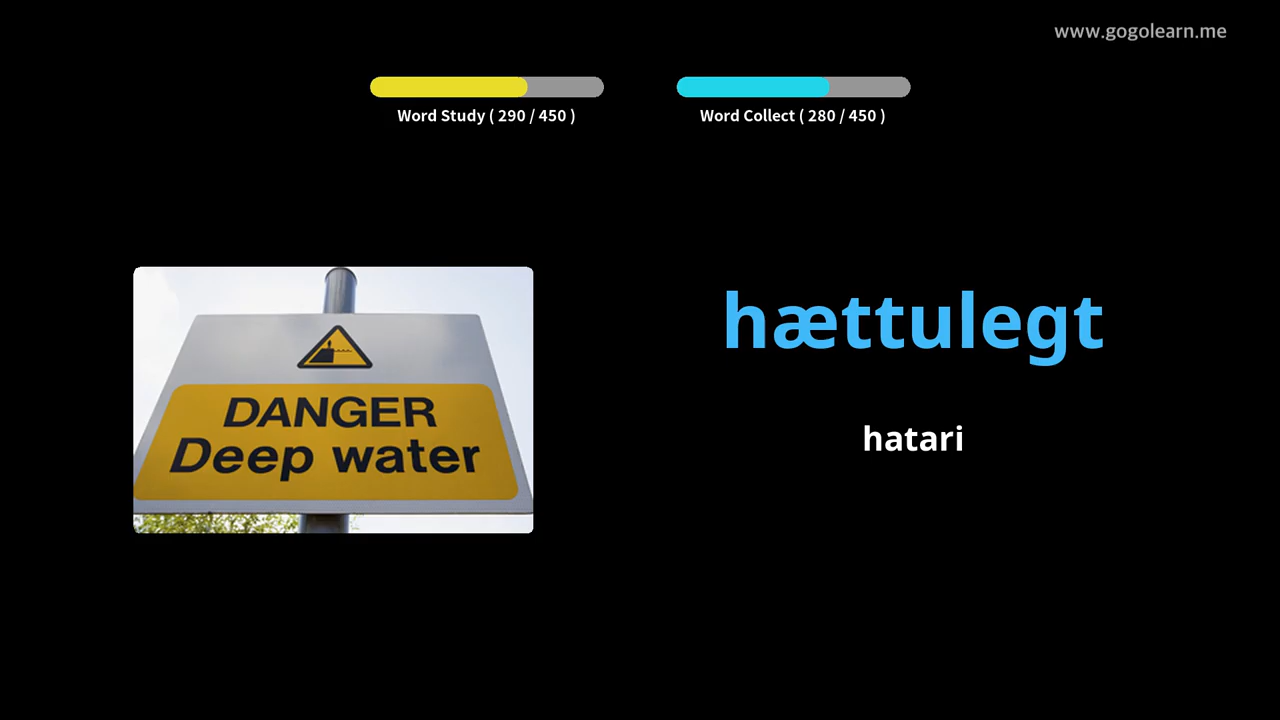 www.gogolearn.me
Word Study ( 290 / 450 )
Word Collect ( 280 / 450 )
DANGER
Deep water
hættulegt
hatari